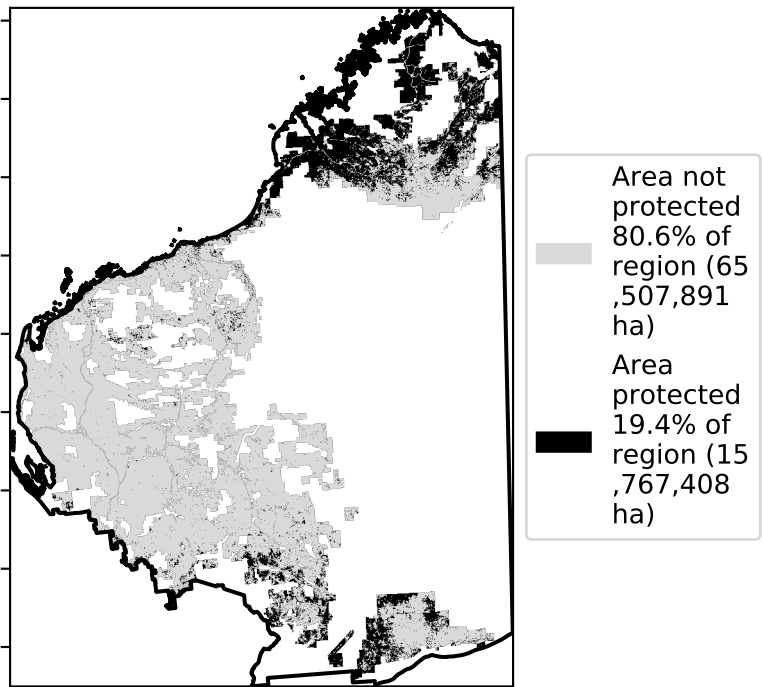 Area not
protected
80.6% of
region (65
,507,891
ha)
Area
protected
19.4% of
region (15
,767,408
ha)